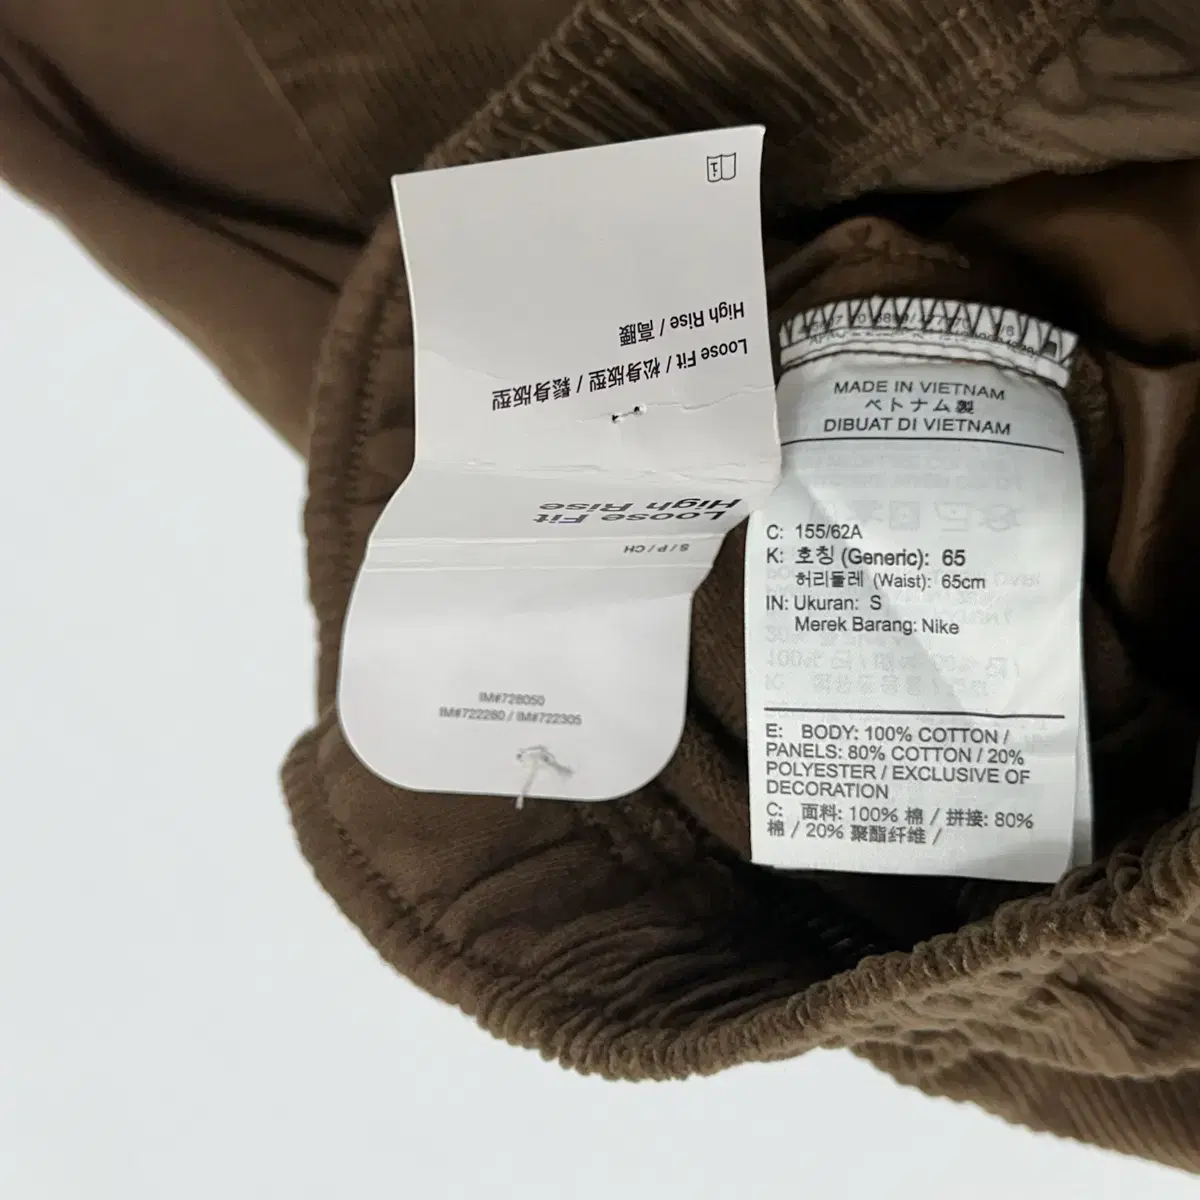 High Rise / 高腰
Loose Fit / 松身版型 / 鬆身版型
Loose Fit
High Rise
S / P / CH
IM#728050
IM#722280 / IM#722305
MADE IN VIETNAM
ベトナム製
DIBUAT DI VIETNAM
C: 155/62A
K: 호칭 (Generic): 65
허리둘레 (Waist): 65cm
IN: Ukuran: S
Merek Barang: Nike
E: BODY: 100% COTTON /
PANELS: 80% COTTON / 20%
POLYESTER / EXCLUSIVE OF
DECORATION
C: 面料: 100% 棉 / 拼接: 80%
棉 / 20% 聚酯纤维 /